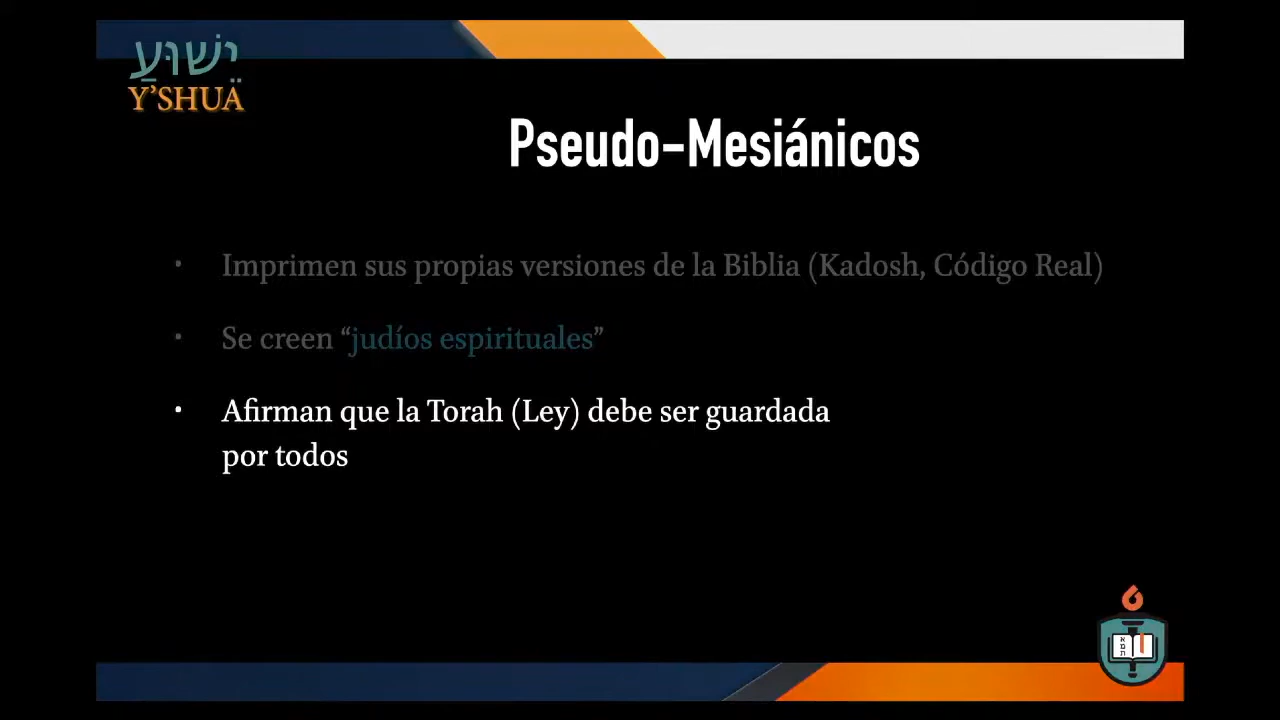 יֵשׁוּעַ
Y’SHUA
Pseudo-Mesiánicos
• Imprimen sus propias versiones de la Biblia (Kadosh, Código Real)
• Se creen “judíos espirituales”
• Afirman que la Torah (Ley) debe ser guardada
por todos
א
מ
ת